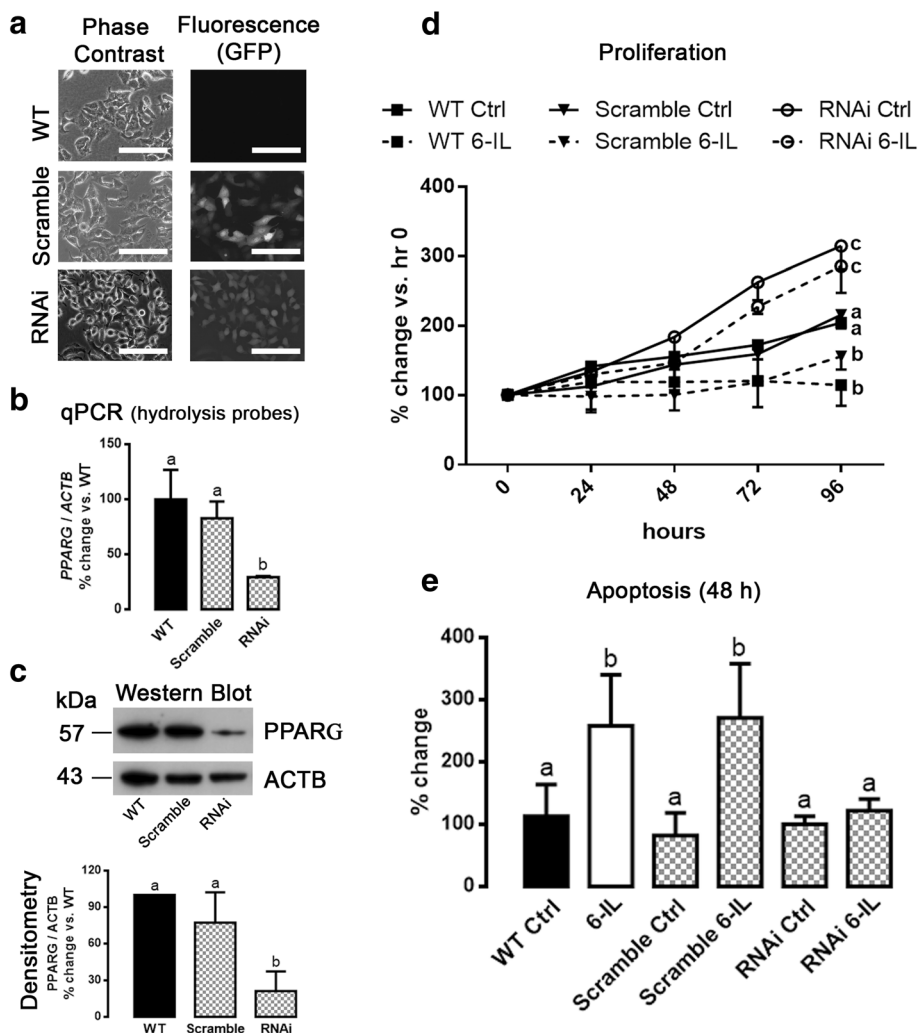 a
Phase
Contrast
Fluorescence
(GFP)
WT
Scramble
RNAi
b
qPCR (hydrolysis probes)
PPARG / ACTB
% change vs. WT
150
100
50
0
a
a
b
WT
Scramble
RNAi
c
kDa
Western Blot
57
PPARG
43
ACTB
WT
Scramble
RNAi
Densitometry
PPARG / ACTB
% change vs. WT
120
90
60
30
0
a
a
b
WT
Scramble
RNAi
d
Proliferation
WT Ctrl
Scramble Ctrl
RNAi Ctrl
WT 6-IL
Scramble 6-IL
RNAi 6-IL
% change vs. hr 0
400
300
200
100
0
c
c
a
a
b
b
0
24
48
72
96
hours
e
Apoptosis (48 h)
% change
400
300
200
100
0
a
b
a
b
a
a
WT Ctrl
6-IL
Scramble Ctrl
Scramble 6-IL
RNAi Ctrl
RNAi 6-IL